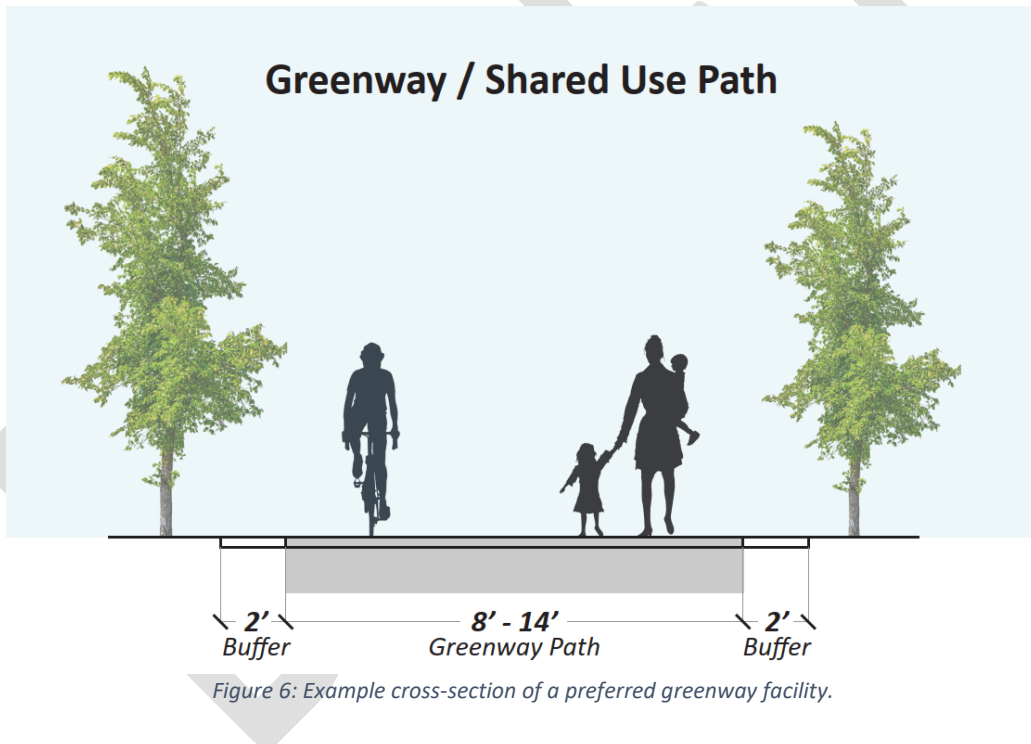 Greenway / Shared Use Path
2’ 8’ - 14’ 2’
Buffer Greenway Path Buffer
Figure 6: Example cross-section of a preferred greenway facility.